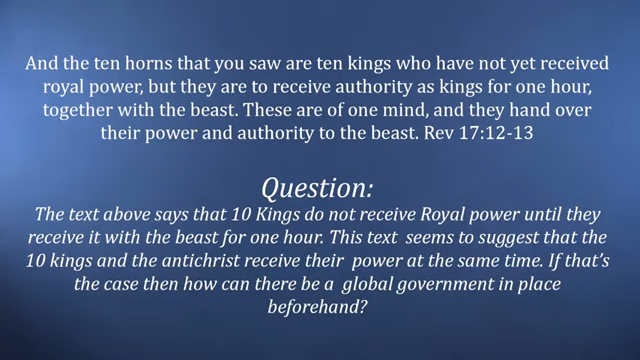 And the ten horns that you saw are ten kings who have not yet received
royal power, but they are to receive authority as kings for one hour,
together with the beast. These are of one mind, and they hand over
their power and authority to the beast. Rev 17:12-13
Question:
The text above says that 10 Kings do not receive Royal power until they
receive it with the beast for one hour. This text seems to suggest that the
10 kings and the antichrist receive their power at the same time. If that's
the case then how can there be a global government in place
beforehand?